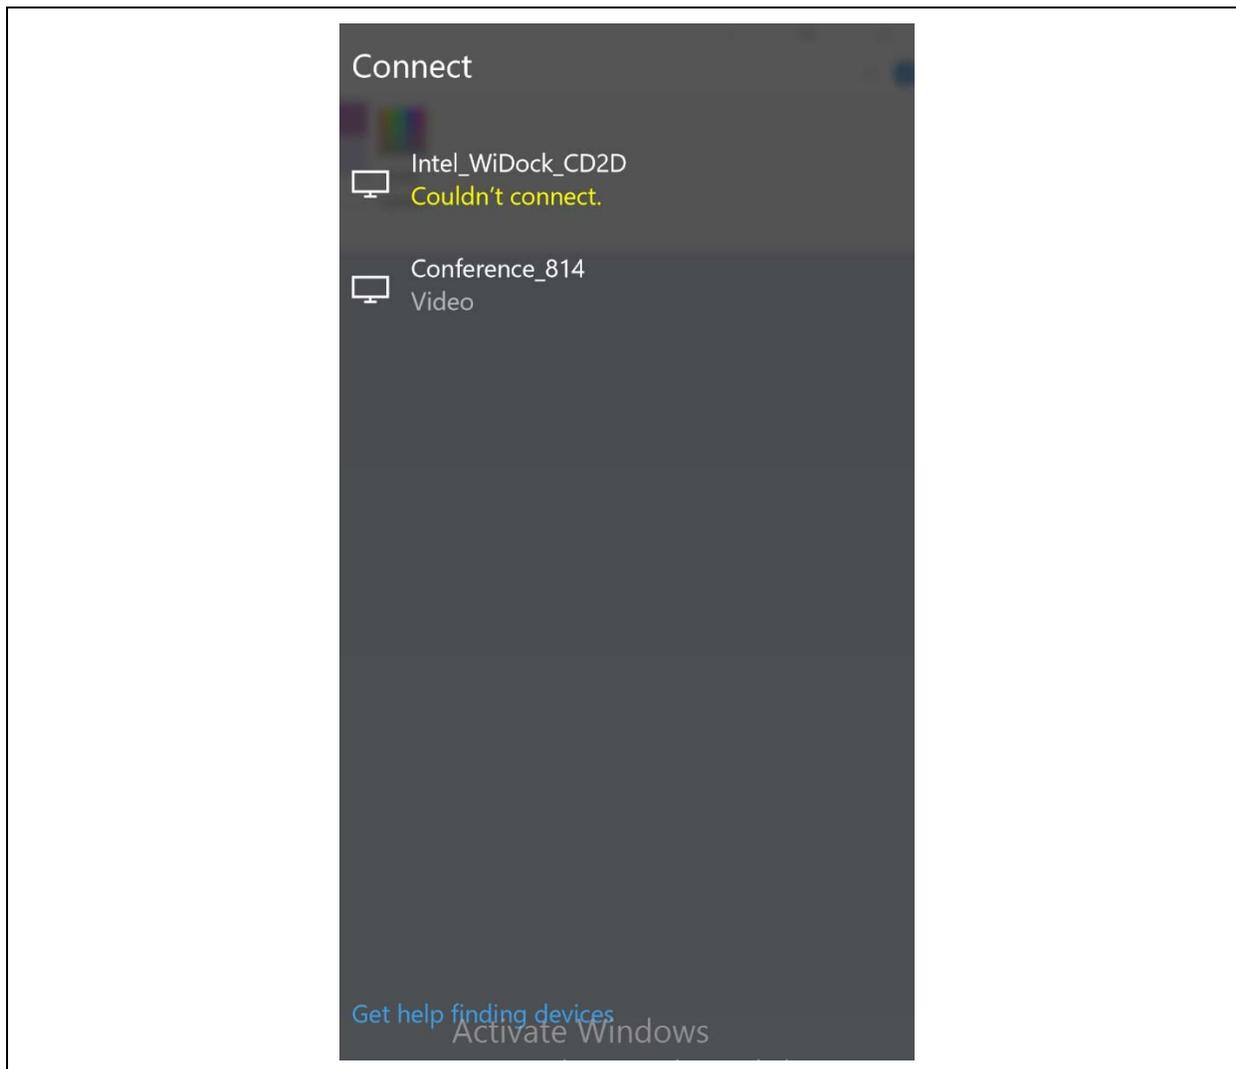 Connect
Intel_WiDock_CD2D
Couldn't connect.
Conference_814
Video
Get help finding devices
Activate Windows